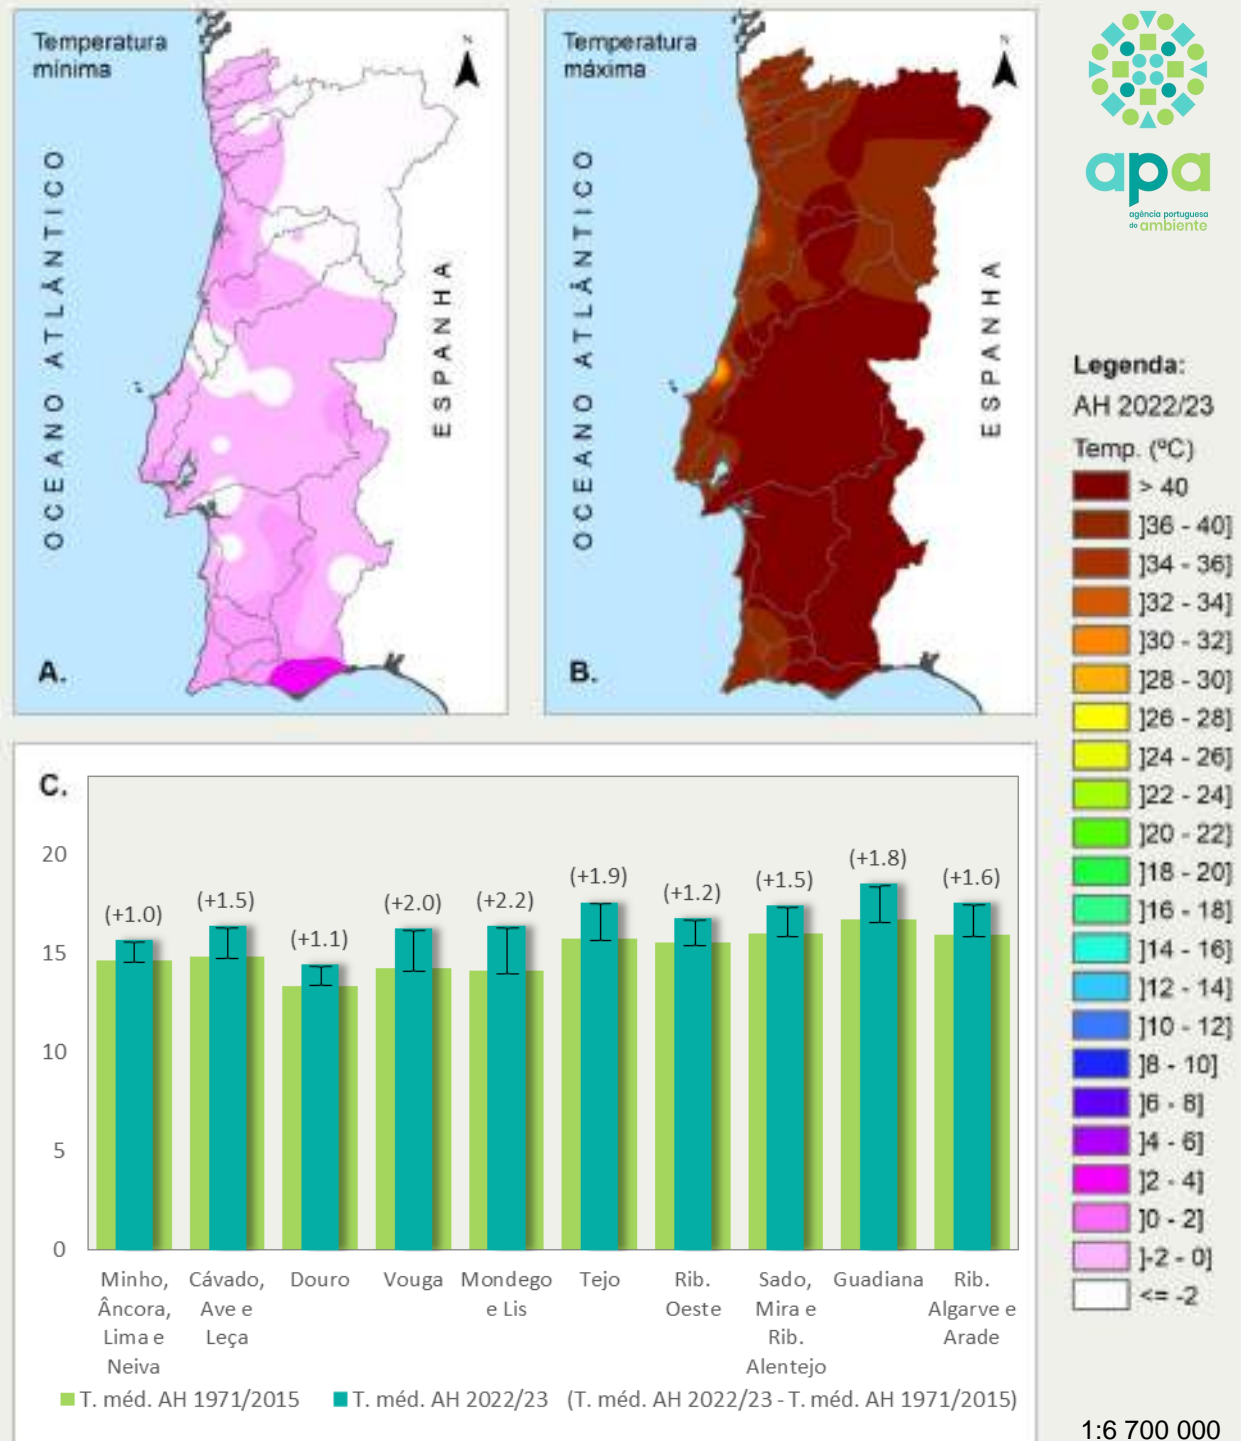 Temperatura
mínima
N
OCEANO ATLÂNTICO
ESPANHA
A.
Temperatura
máxima
N
OCEANO ATLÂNTICO
ESPANHA
B.
apa
agência portuguesa
do ambiente
Legenda:
AH 2022/23
Temp. (ºC)
> 40
]36 - 40]
]34 - 36]
]32 - 34]
]30 - 32]
]28 - 30]
]26 - 28]
]24 - 26]
]22 - 24]
]20 - 22]
]18 - 20]
]16 - 18]
]14 - 16]
]12 - 14]
]10 - 12]
]8 - 10]
]6 - 8]
]4 - 6]
]2 - 4]
]0 - 2]
]-2 - 0]
<= -2
C.
20
15
10
5
0
(+1.0)
(+1.5)
(+1.1)
(+2.0)
(+2.2)
(+1.9)
(+1.2)
(+1.5)
(+1.8)
(+1.6)
Minho,
Âncora,
Lima e
Neiva
Cávado,
Ave e
Leça
Douro
Vouga
Mondego
e Lis
Tejo
Rib.
Oeste
Sado,
Mira e
Rib.
Alentejo
Guadiana
Rib.
Algarve e
Arade
T. méd. AH 1971/2015
T. méd. AH 2022/23
(T. méd. AH 2022/23 - T. méd. AH 1971/2015)
1:6 700 000